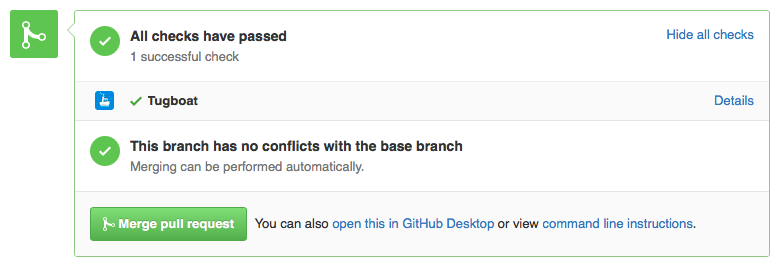 All checks have passed
Hide all checks
1 successful check
Tugboat
Details
This branch has no conflicts with the base branch
Merging can be performed automatically.
Merge pull request You can also open this in GitHub Desktop or view command line instructions.